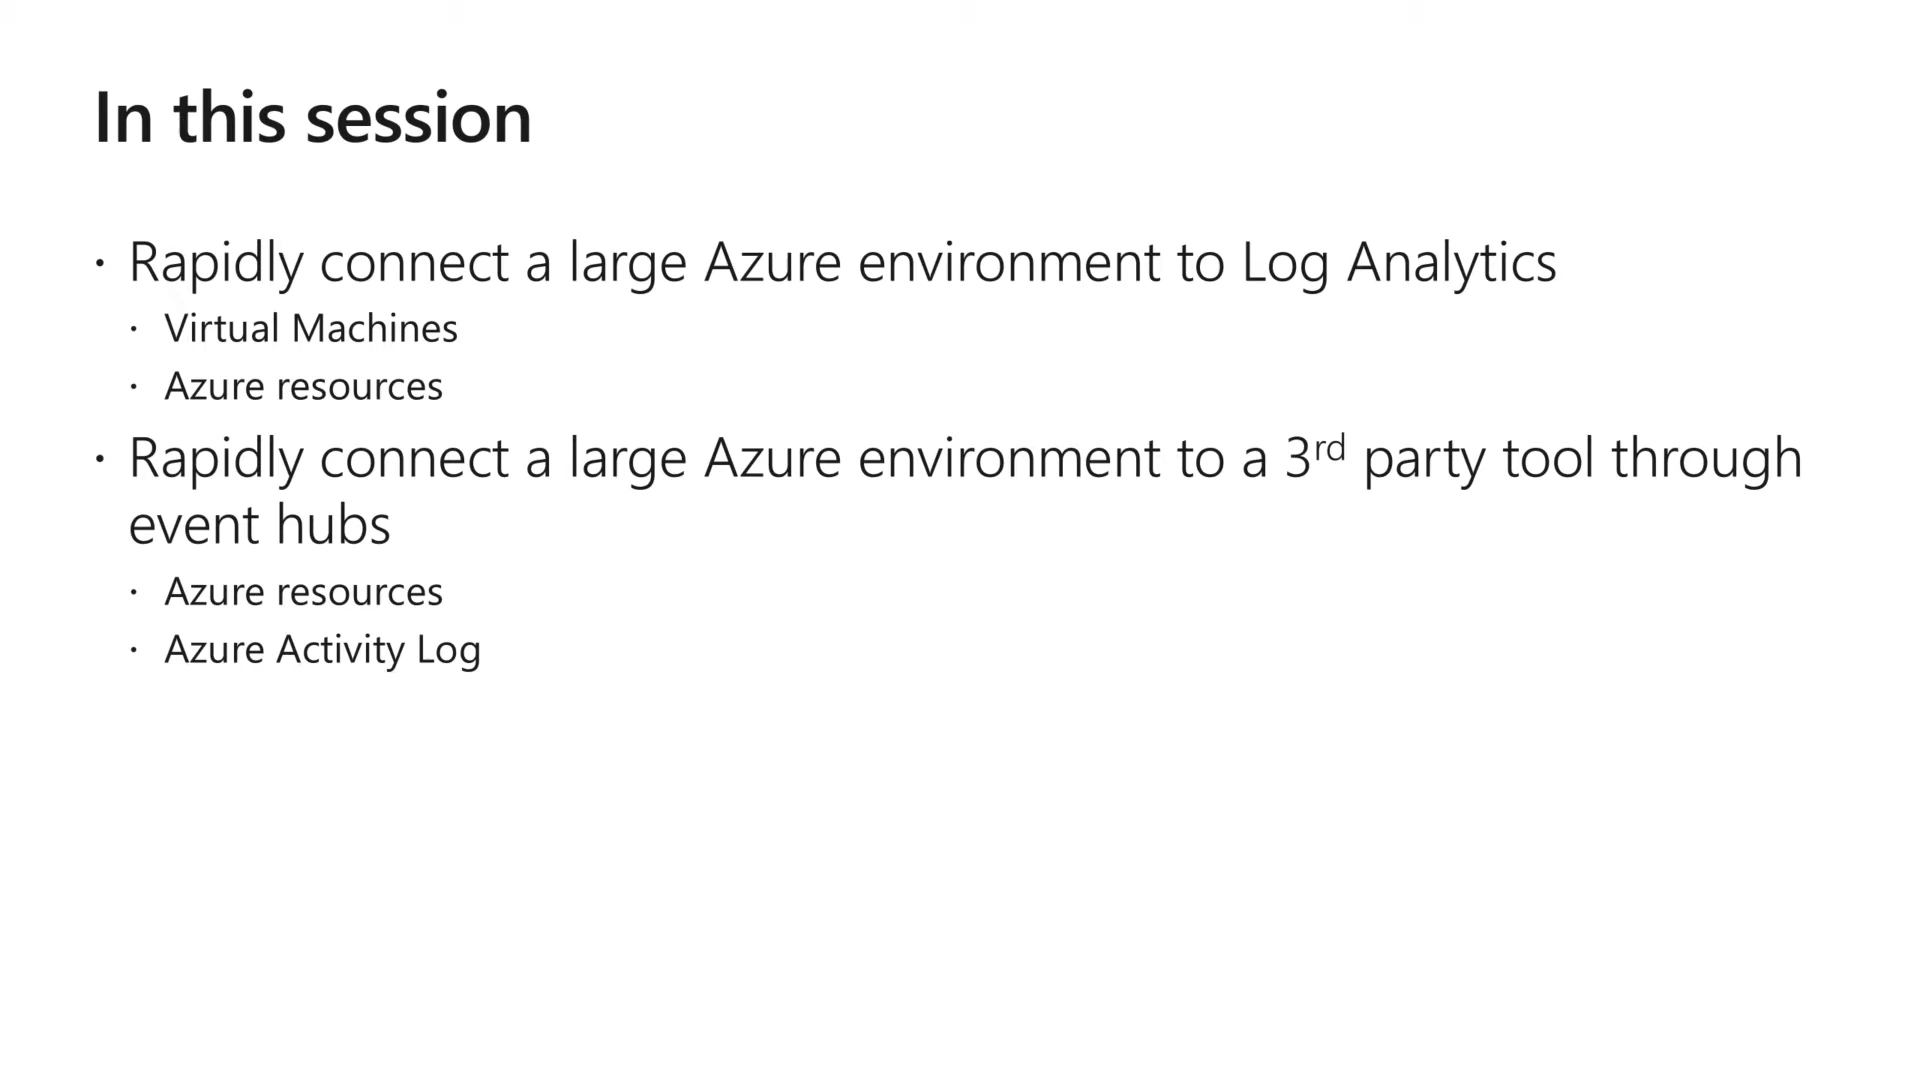 In this session
· Rapidly connect a large Azure environment to Log Analytics
· Virtual Machines
· Azure resources
· Rapidly connect a large Azure environment to a 3rd party tool through
event hubs
· Azure resources
· Azure Activity Log